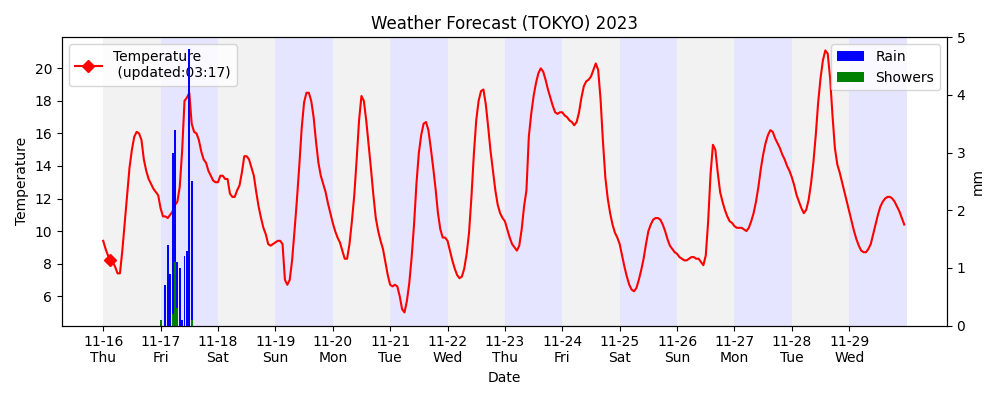 Weather Forecast (TOKYO) 2023
Temperature
(updated:03:17)
Rain
Showers
Temperature
20
18
16
14
12
10
8
6
5
4
3
2
1
0
mm
11-16 11-17 11-18 11-19 11-20 11-21 11-22 11-23 11-24 11-25 11-26 11-27 11-28 11-29
Thu Fri Sat Sun Mon Tue Wed Thu Fri Sat Sun Mon Tue Wed
Date